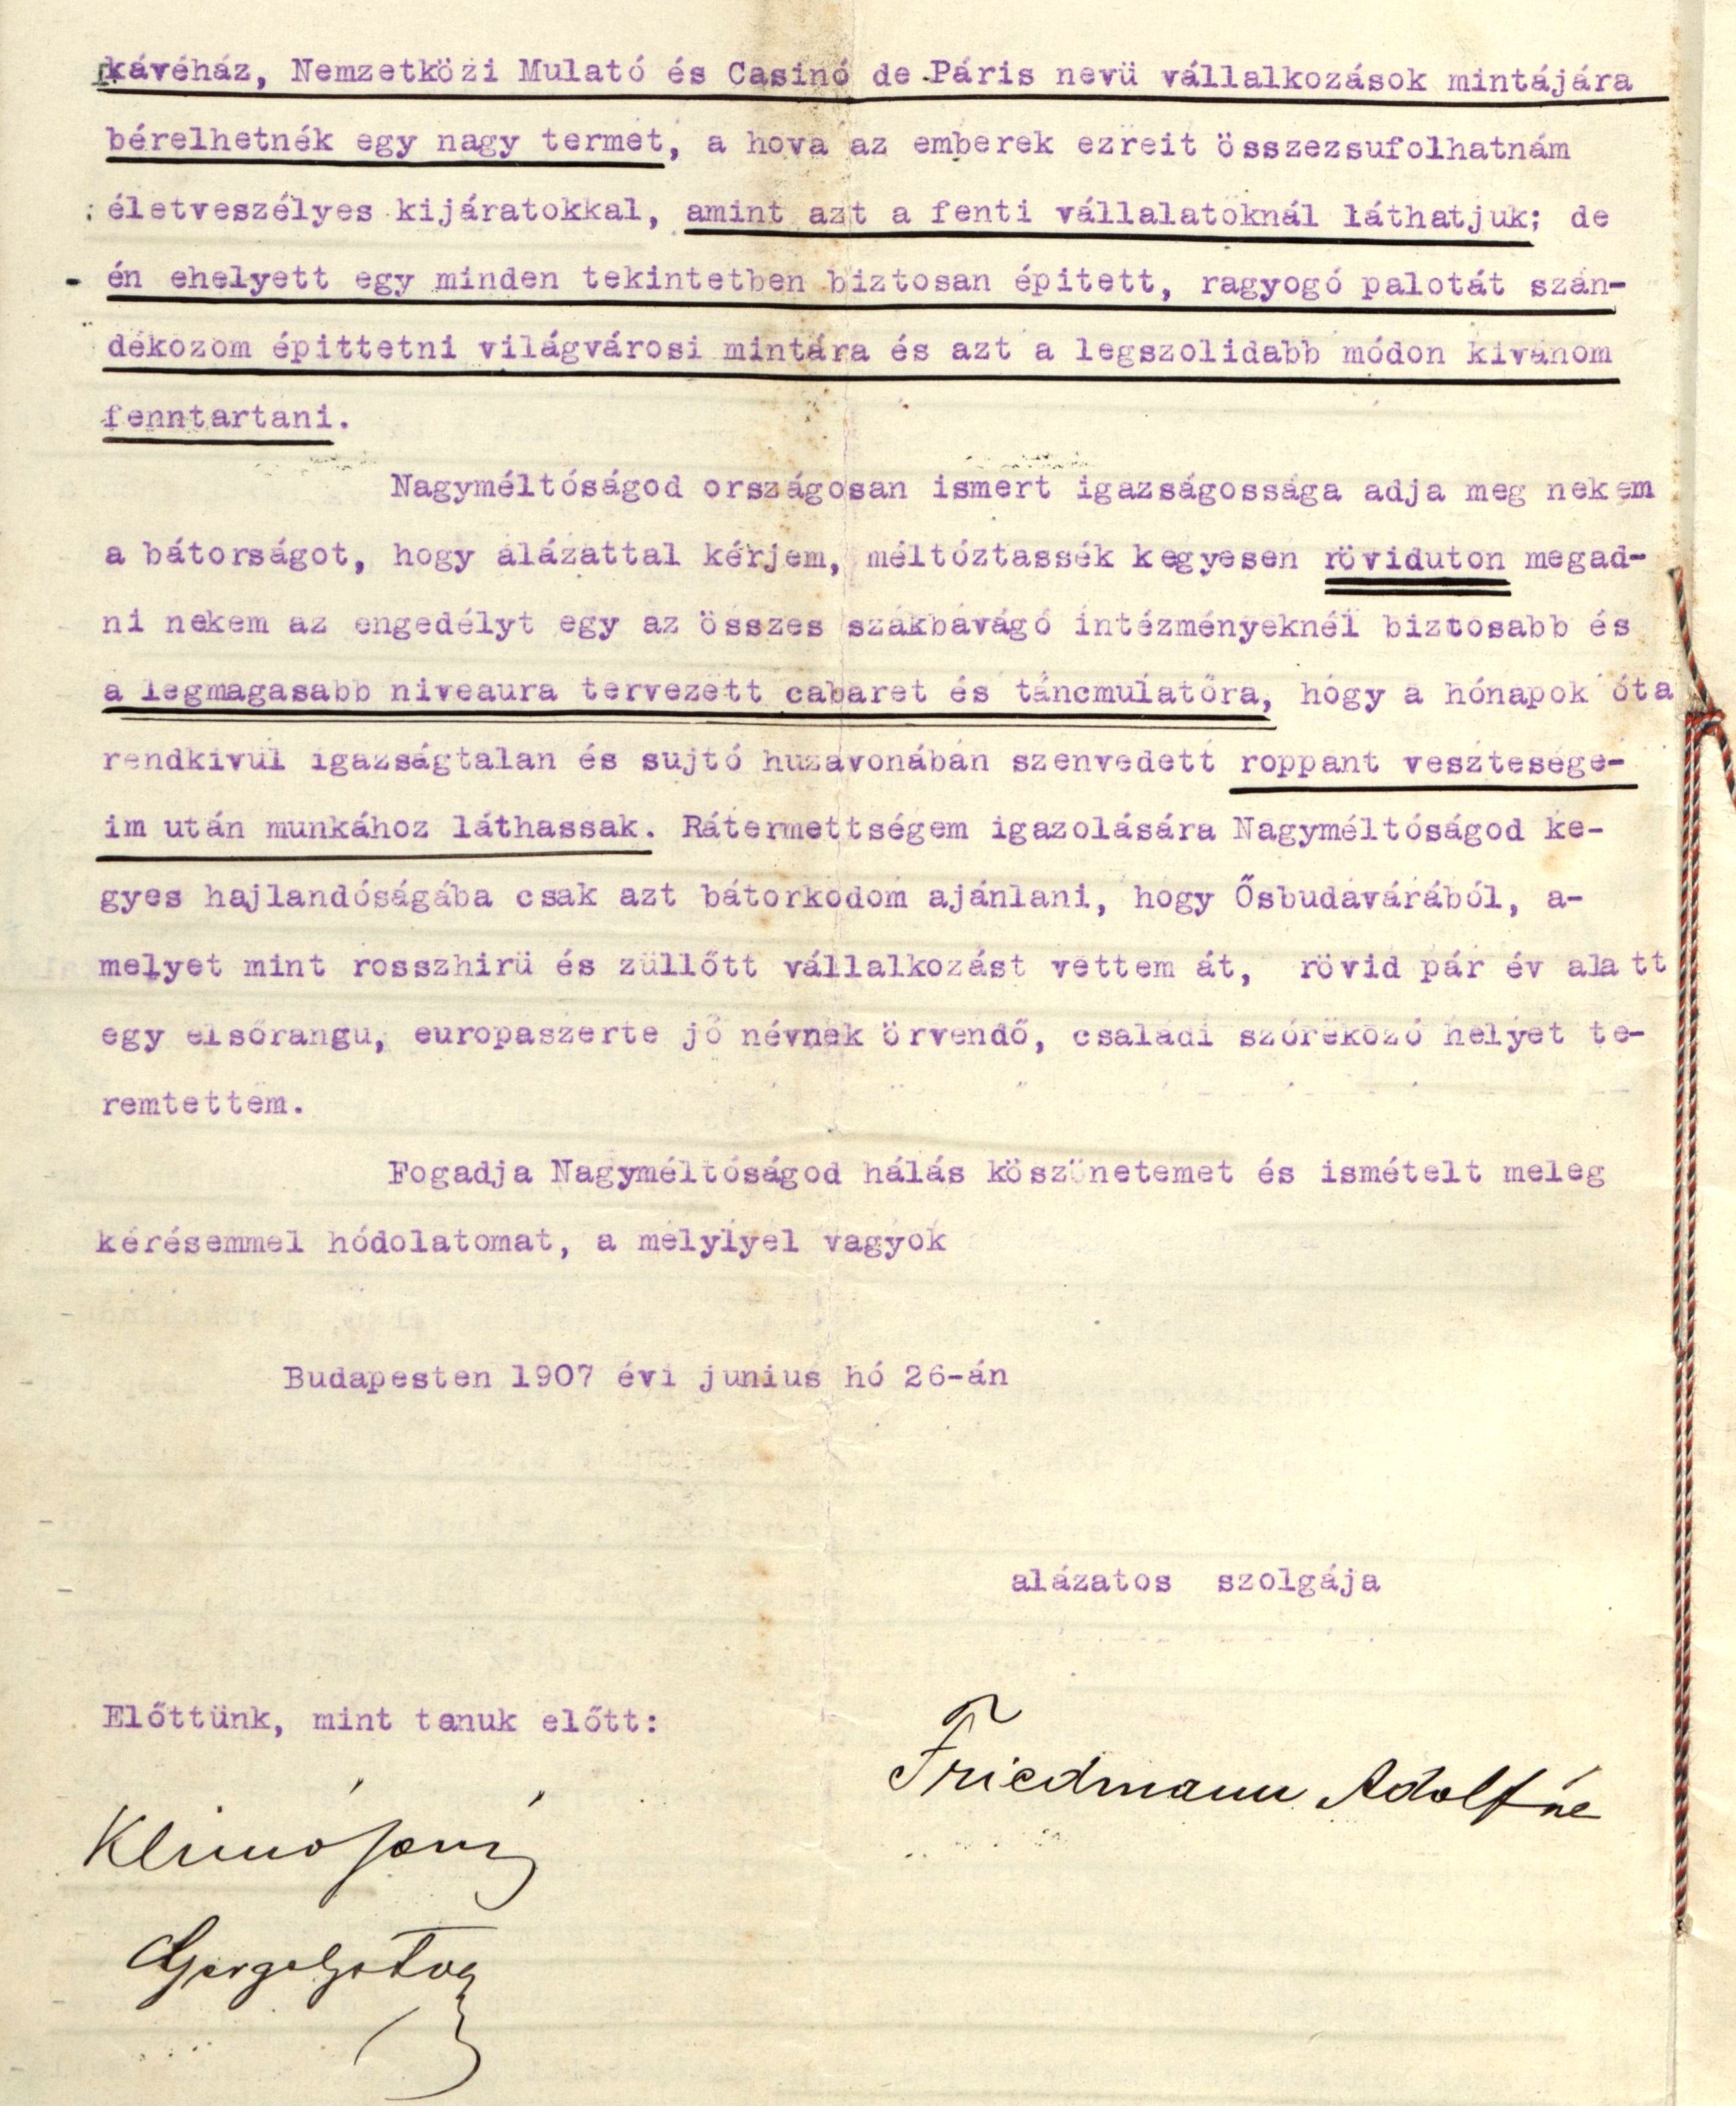 kávéház, Nemzetközi Mulató és Casinó de Páris nevü vállalkozások mintájára
bérelhetnék egy nagy termet, a hova az emberek ezreit összezsufolhatnám
életveszélyes kijáratokkal, amint azt a fenti vállalatoknál láthatjuk; de
én ehelyett egy minden tekintetben biztosan épitett, ragyogó palotát szán-
dékozom épittetni világvárosi mintára és azt a legszolidabb módon kivánom
fenntartani.
Nagyméltóságod országosan ismert igazságossága adja meg nekem
a bátorságot, hogy alázattal kérjem, méltóztassék kegyesen röviduton megad-
ni nekem az engedélyt egy az összes szakbavágó intézményeknél biztosabb és
a legmagasabb niveaura tervezett cabaret és táncmulatóra, hogy a hónapok óta
rendkivül igazságtalan és sujtó huzavonában szenvedett roppant vesztesége-
im után munkához láthassak. Rátermettségem igazolására Nagyméltóságod ke-
gyes hajlandóságába csak azt bátorkodom ajánlani, hogy Ősbudavárából, a-
melyet mint rosszhirü és züllőtt vállalkozást vettem át, rövid pár év alatt
egy elsőrangu, europaszerte jó névnek örvendő, családi szórekozó helyet te-
remtettem.
Fogadja Nagyméltóságod hálás köszönetemet és ismételt meleg
kérésemmel hódolatomat, a melylyel vagyok
Budapesten 1907 évi junius hó 26-án
alázatos szolgája
Előttünk, mint tanuk előtt:
Friedmann Adolfné